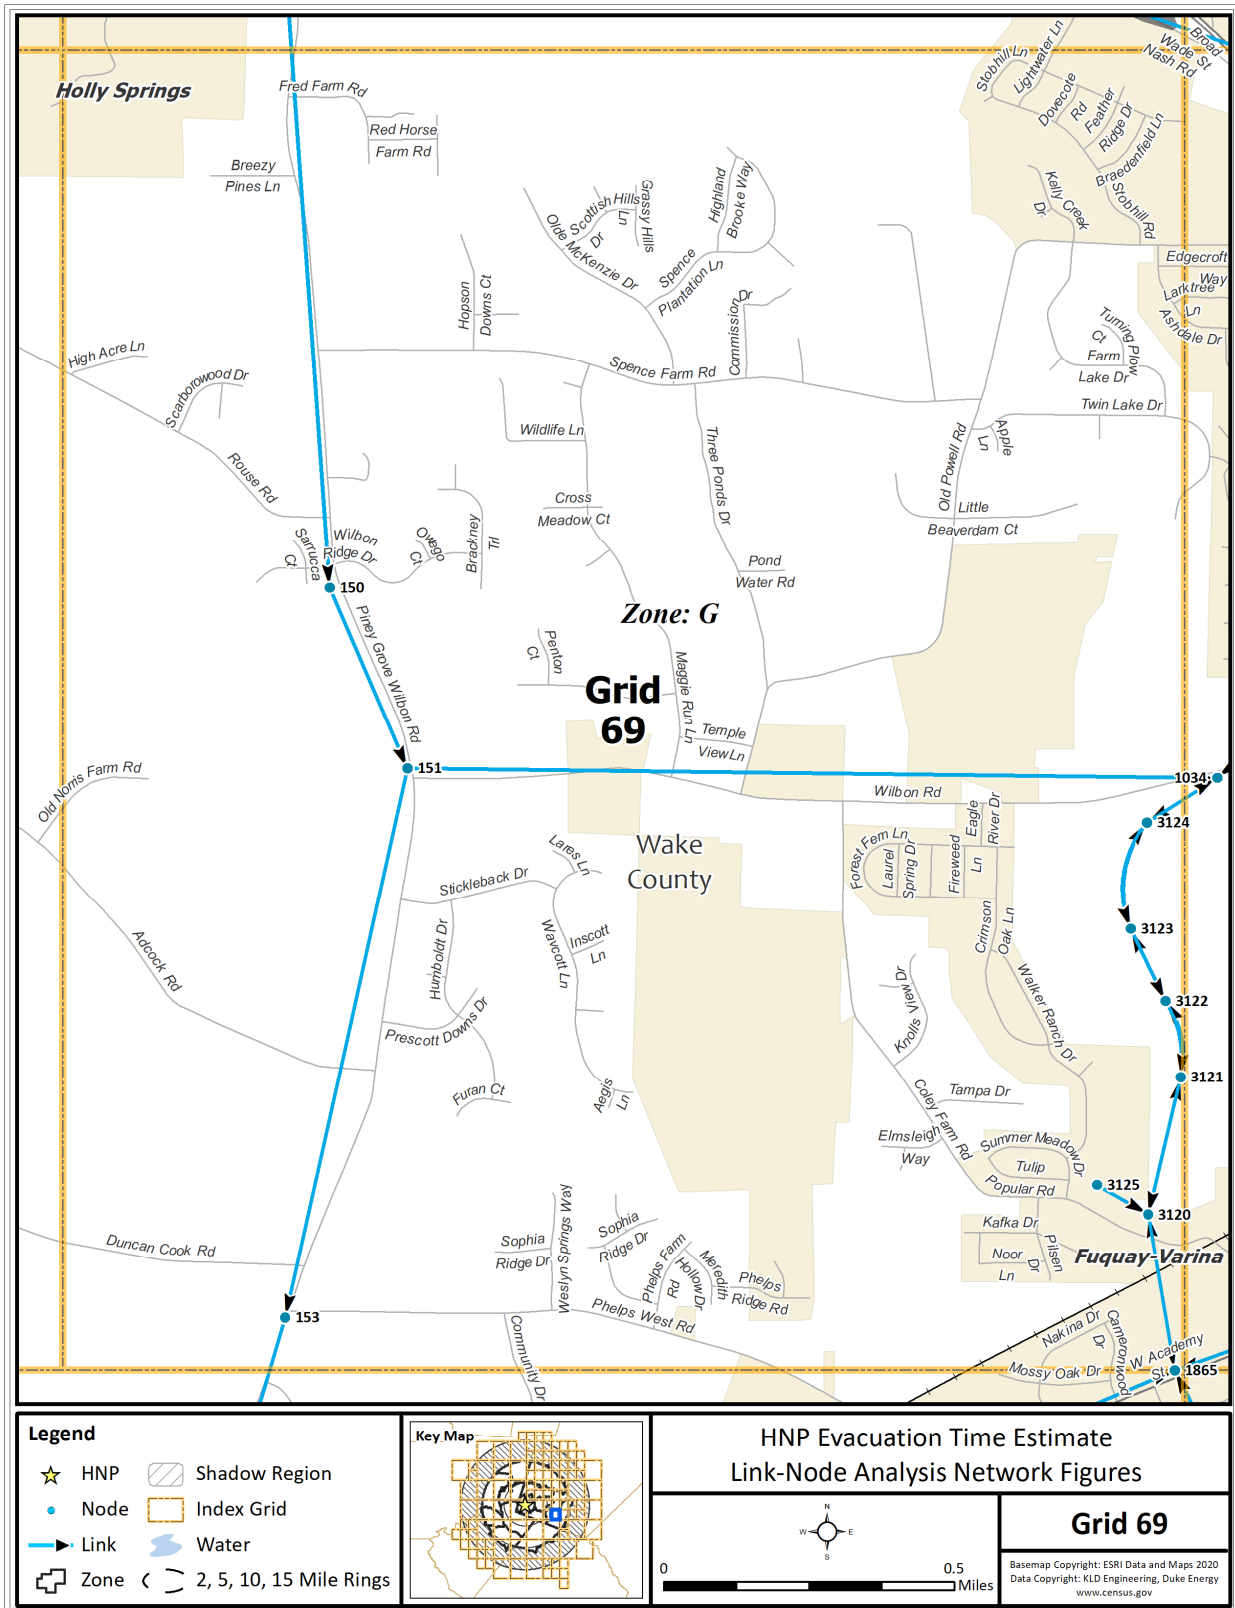 Holly Springs
Fred Farm Rd
Red Horse
Farm Rd
Breezy
Pines Ln
Stobhill Ln
Lightwater Ln
Dovecote
Rd
Feather
Ridge Dr
Braedenfield Ln
Stobhill Rd
Kelly Creek
Dr
Broad
Wade St
Nash Rd
Edgecroft
Way
Larktree
Ln
Ashdale Dr
Olde McKenzie Dr
Scottish Hills
Dr
Grassy Hills
Ln
Highland
Brooke Way
Spence
Plantation Ln
Hopson
Downs Ct
Commission
Dr
Turning Plow
Ct
Farm
Lake Dr
Twin Lake Dr
High Acre Ln
Scarborowood Dr
Spence Farm Rd
Wildlife Ln
Three Ponds Dr
Old Powell Rd
Apple
Ln
Rouse Rd
Cross
Meadow Ct
Little
Beaverdam Ct
Sarrucca
Ct
Wilbon
Ridge Dr
Owego
Ct
Brackney
Trl
Pond
Water Rd
150
Zone: G
Piney Grove Wilbon Rd
Penton
Ct
Maggie Run Ln
Grid
69
Temple
View Ln
151
1034
Old Norris Farm Rd
Wilbon Rd
3124
Eagle
River Dr
Forest Fern Ln
Laurel
Spring Dr
Fireweed
Ln
Wake
County
Lares Ln
Stickleback Dr
Crimson
Oak Ln
3123
Humboldt Dr
Wavcott Ln
Inscott
Ln
Adcock Rd
Knolls
View Dr
Walker Ranch Dr
3122
Prescott Downs Dr
3121
Furan Ct
Aegis
Ln
Coley Farm Rd
Tampa Dr
Elmsleigh
Way
Summer Meadow
Dr
Tulip
Popular Rd
3125
3120
Kafka Dr
Noor
Ln
Pilsen
Dr
Fuquay-Varina
Duncan Cook Rd
Sophia
Ridge Dr
Weslyn Springs Way
Sophia
Ridge Dr
Phelps Farm
Rd
Hollow Dr
Meredith
Phelps
Ridge Rd
153
Phelps West Rd
Community Dr
Nakina Dr
Cameronwood
Dr
Mossy Oak Dr
W Academy
St
1865
Legend
HNP
Shadow Region
Node
Index Grid
Link
Water
Zone
2, 5, 10, 15 Mile Rings
Key Map
HNP Evacuation Time Estimate
Link-Node Analysis Network Figures
N
W E
S
0 0.5
Miles
Grid 69
Basemap Copyright: ESRI Data and Maps 2020
Data Copyright: KLD Engineering, Duke Energy
www.census.gov